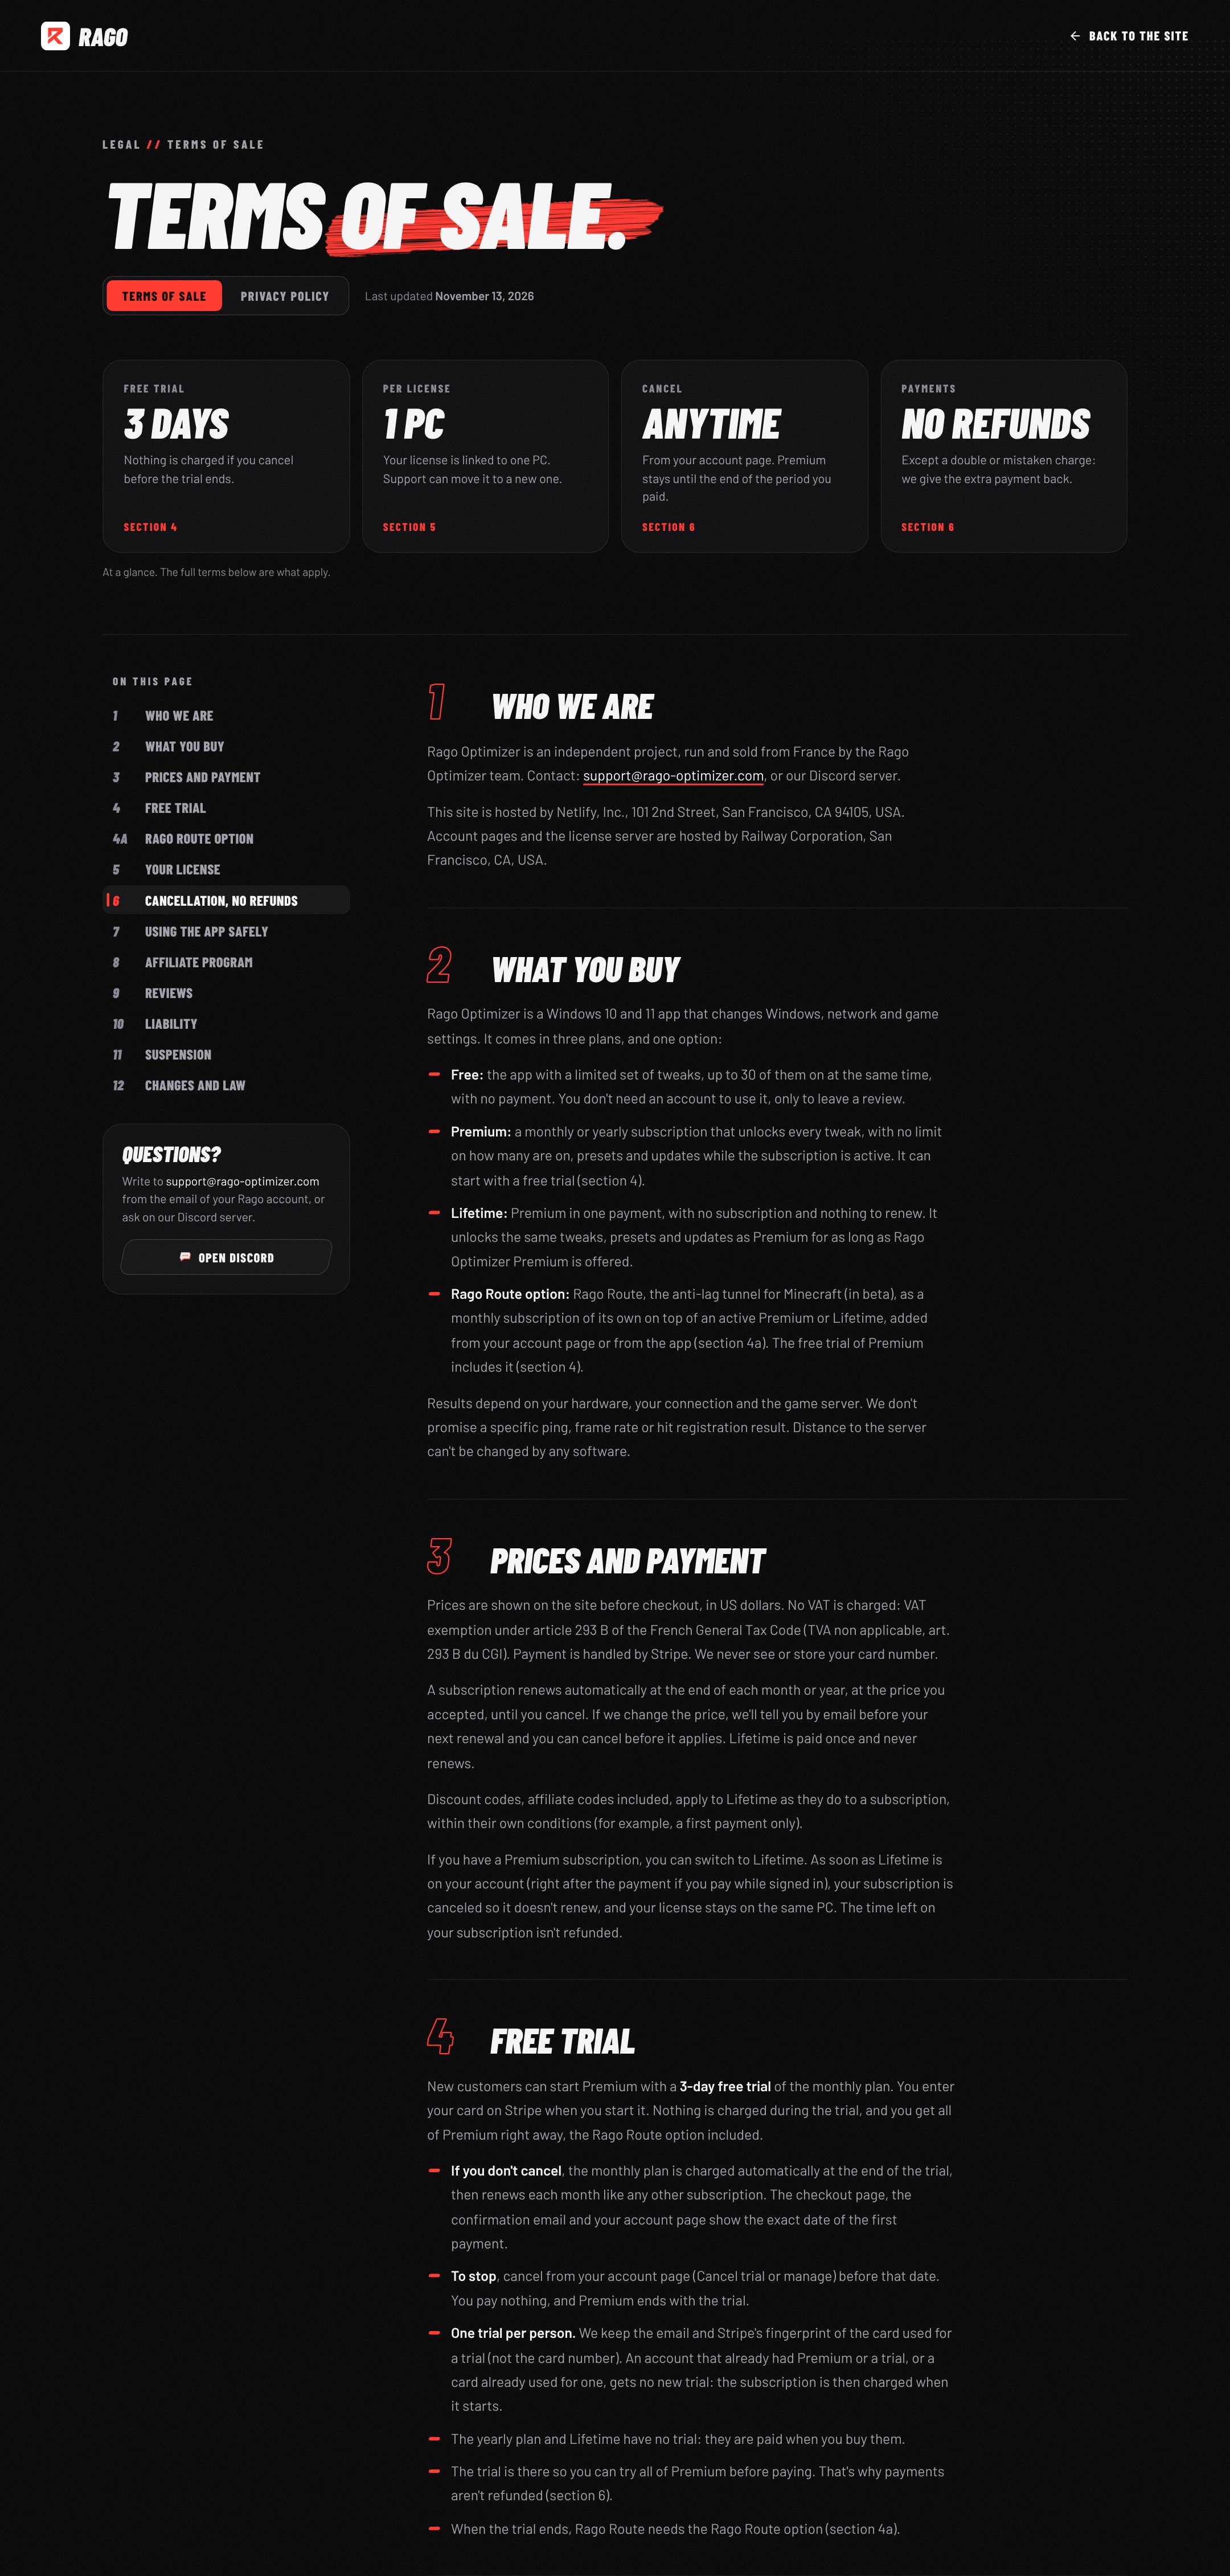 RAGO
BACK TO THE SITE
LEGAL // TERMS OF SALE
TERMS OF SALE.
TERMS OF SALE
PRIVACY POLICY
Last updated November 13, 2026
FREE TRIAL
3 DAYS
Nothing is charged if you cancel
before the trial ends.
SECTION 4
PER LICENSE
1 PC
Your license is linked to one PC.
Support can move it to a new one.
SECTION 5
CANCEL
ANYTIME
From your account page. Premium
stays until the end of the period you
paid.
SECTION 6
PAYMENTS
NO REFUNDS
Except a double or mistaken charge:
we give the extra payment back.
SECTION 6
At a glance. The full terms below are what apply.
ON THIS PAGE
1 WHO WE ARE
2 WHAT YOU BUY
3 PRICES AND PAYMENT
4 FREE TRIAL
4A RAGO ROUTE OPTION
5 YOUR LICENSE
6 CANCELLATION, NO REFUNDS
7 USING THE APP SAFELY
8 AFFILIATE PROGRAM
9 REVIEWS
10 LIABILITY
11 SUSPENSION
12 CHANGES AND LAW
QUESTIONS?
Write to support@rago-optimizer.com
from the email of your Rago account, or
ask on our Discord server.
OPEN DISCORD
1 WHO WE ARE
Rago Optimizer is an independent project, run and sold from France by the Rago
Optimizer team. Contact: support@rago-optimizer.com, or our Discord server.
This site is hosted by Netlify, Inc., 101 2nd Street, San Francisco, CA 94105, USA.
Account pages and the license server are hosted by Railway Corporation, San
Francisco, CA, USA.
2 WHAT YOU BUY
Rago Optimizer is a Windows 10 and 11 app that changes Windows, network and game
settings. It comes in three plans, and one option:
Free: the app with a limited set of tweaks, up to 30 of them on at the same time,
with no payment. You don't need an account to use it, only to leave a review.
Premium: a monthly or yearly subscription that unlocks every tweak, with no limit
on how many are on, presets and updates while the subscription is active. It can
start with a free trial (section 4).
Lifetime: Premium in one payment, with no subscription and nothing to renew. It
unlocks the same tweaks, presets and updates as Premium for as long as Rago
Optimizer Premium is offered.
Rago Route option: Rago Route, the anti-lag tunnel for Minecraft (in beta), as a
monthly subscription of its own on top of an active Premium or Lifetime, added
from your account page or from the app (section 4a). The free trial of Premium
includes it (section 4).
Results depend on your hardware, your connection and the game server. We don't
promise a specific ping, frame rate or hit registration result. Distance to the server
can't be changed by any software.
3 PRICES AND PAYMENT
Prices are shown on the site before checkout, in US dollars. No VAT is charged: VAT
exemption under article 293 B of the French General Tax Code (TVA non applicable, art.
293 B du CGI). Payment is handled by Stripe. We never see or store your card number.
A subscription renews automatically at the end of each month or year, at the price you
accepted, until you cancel. If we change the price, we'll tell you by email before your
next renewal and you can cancel before it applies. Lifetime is paid once and never
renews.
Discount codes, affiliate codes included, apply to Lifetime as they do to a subscription,
within their own conditions (for example, a first payment only).
If you have a Premium subscription, you can switch to Lifetime. As soon as Lifetime is
on your account (right after the payment if you pay while signed in), your subscription is
canceled so it doesn't renew, and your license stays on the same PC. The time left on
your subscription isn't refunded.
4 FREE TRIAL
New customers can start Premium with a 3-day free trial of the monthly plan. You enter
your card on Stripe when you start it. Nothing is charged during the trial, and you get all
of Premium right away, the Rago Route option included.
If you don't cancel, the monthly plan is charged automatically at the end of the trial,
then renews each month like any other subscription. The checkout page, the
confirmation email and your account page show the exact date of the first
payment.
To stop, cancel from your account page (Cancel trial or manage) before that date.
You pay nothing, and Premium ends with the trial.
One trial per person. We keep the email and Stripe's fingerprint of the card used for
a trial (not the card number). An account that already had Premium or a trial, or a
card already used for one, gets no new trial: the subscription is then charged when
it starts.
The yearly plan and Lifetime have no trial: they are paid when you buy them.
The trial is there so you can try all of Premium before paying. That's why payments
aren't refunded (section 6).
When the trial ends, Rago Route needs the Rago Route option (section 4a).